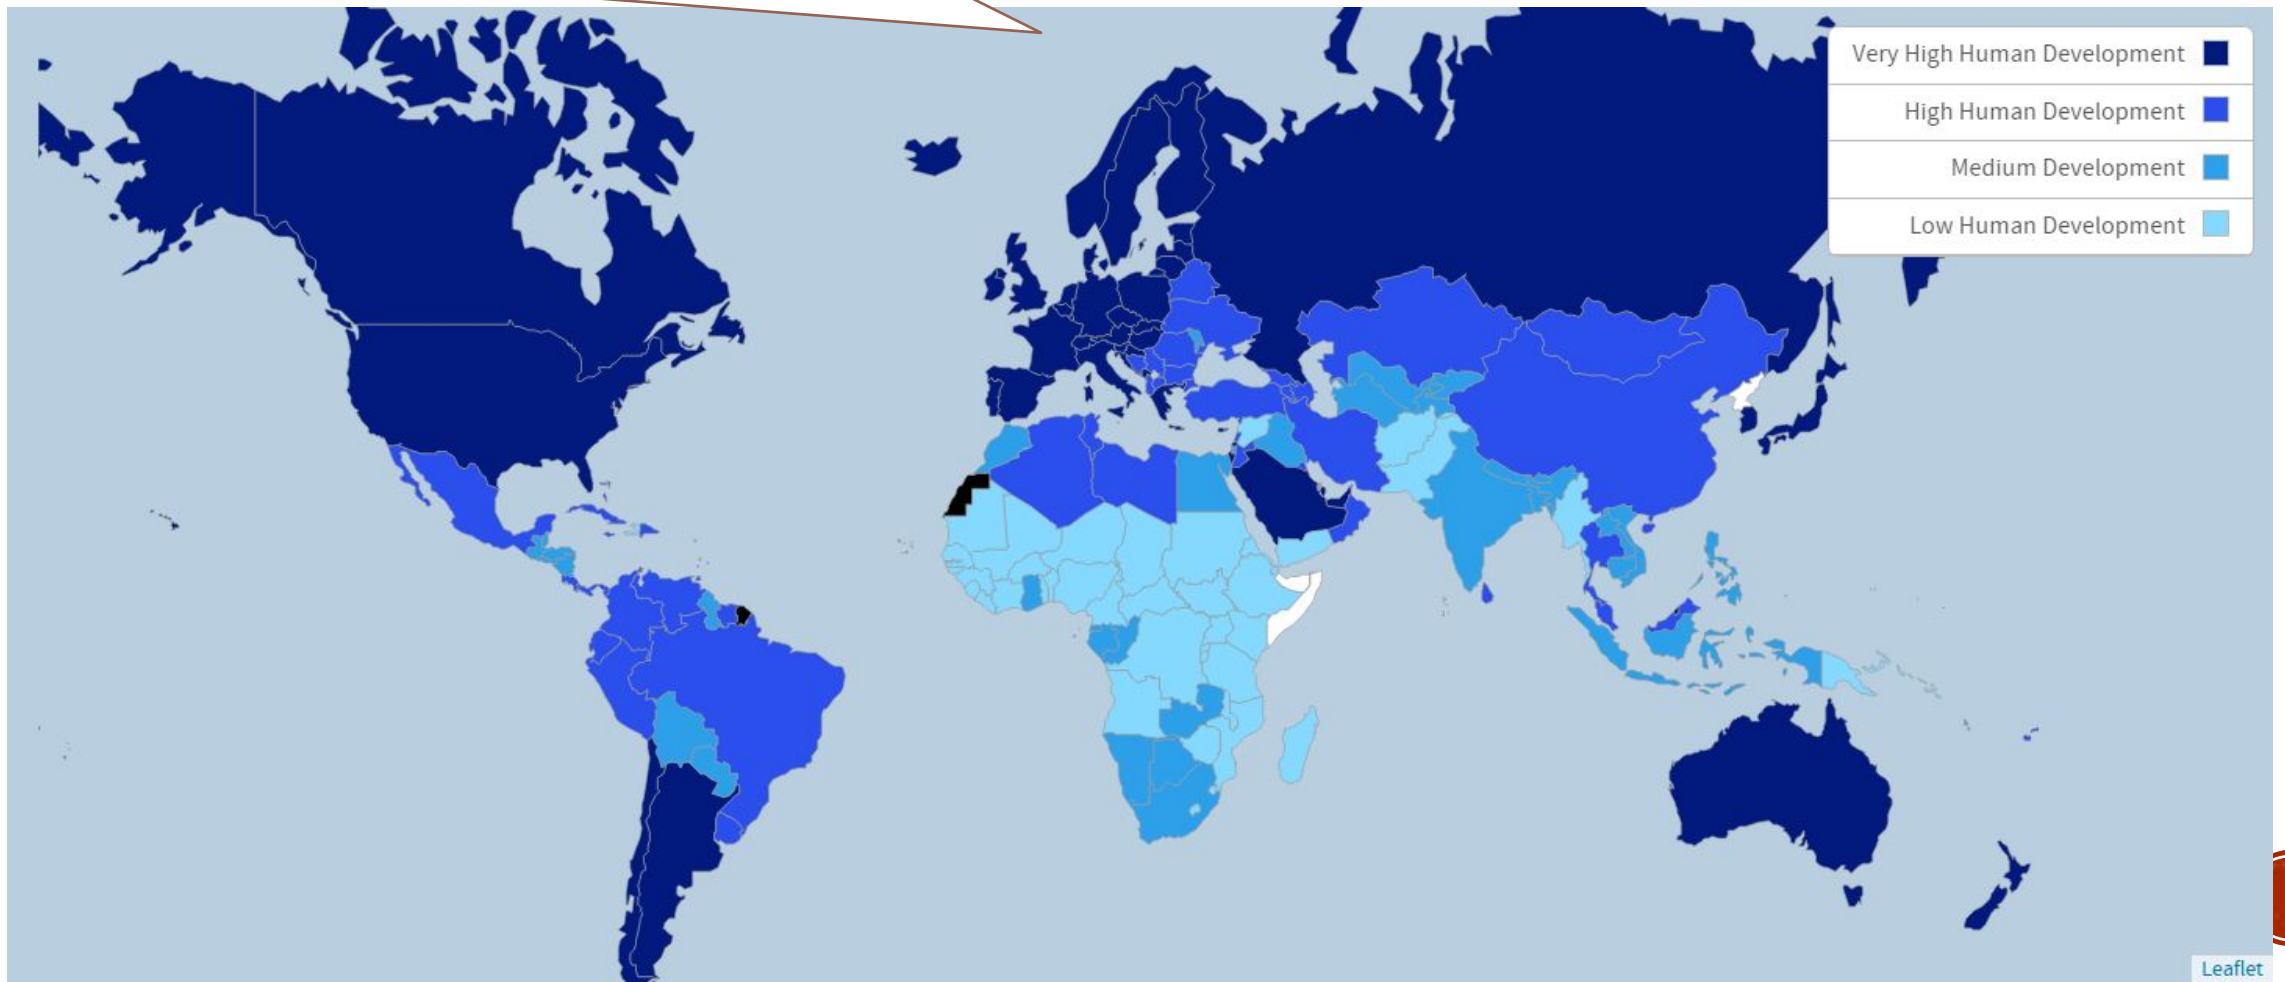 Very High Human Development
High Human Development
Medium Development
Low Human Development
Leaflet